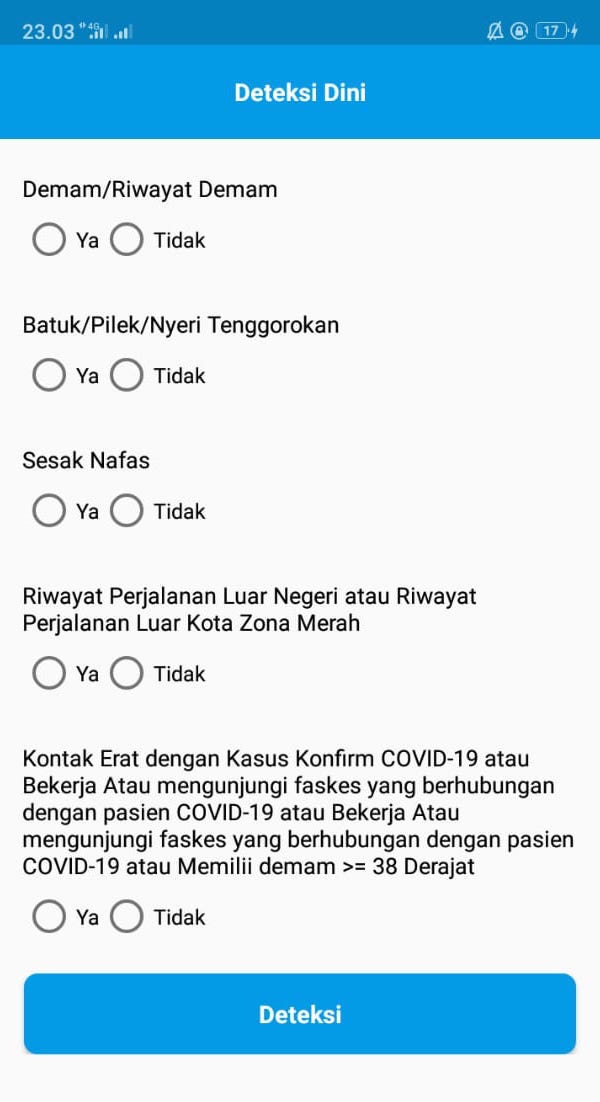 23.03 4G 17
Deteksi Dini
Demam/Riwayat Demam
Ya Tidak
Batuk/Pilek/Nyeri Tenggorokan
Ya Tidak
Sesak Nafas
Ya Tidak
Riwayat Perjalanan Luar Negeri atau Riwayat
Perjalanan Luar Kota Zona Merah
Ya Tidak
Kontak Erat dengan Kasus Konfirm COVID-19 atau
Bekerja Atau mengunjungi faskes yang berhubungan
dengan pasien COVID-19 atau Bekerja Atau
mengunjungi faskes yang berhubungan dengan pasien
COVID-19 atau Memilii demam >= 38 Derajat
Ya Tidak
Deteksi